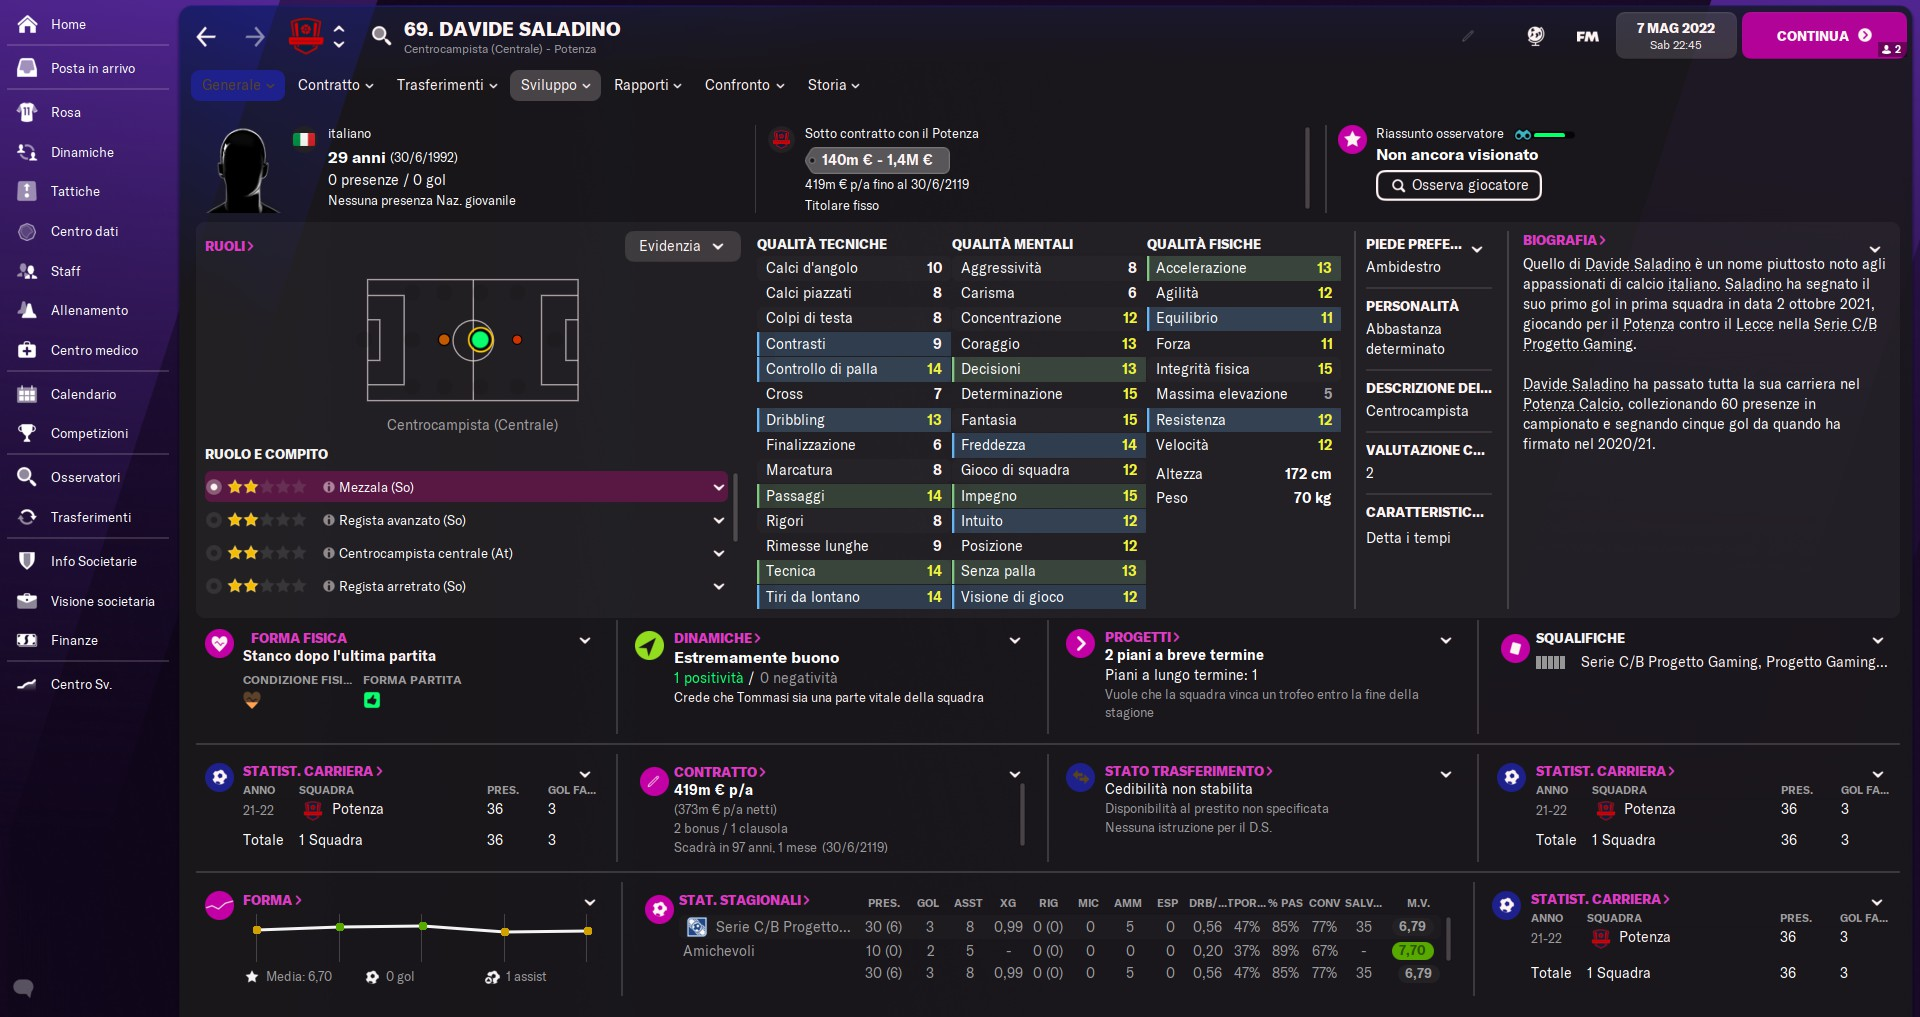 Home
Posta in arrivo
Rosa
Dinamiche
Tattiche
Centro dati
Staff
Allenamento
Centro medico
Calendario
Competizioni
Osservatori
Trasferimenti
Info Societarie
Visione societaria
Finanze
Centro Sv.
69. DAVIDE SALADINO
Centrocampista (Centrale) - Potenza
FM
7 MAG 2022
Sab 22:45
CONTINUA
2
Generale
Contratto
Trasferimenti
Sviluppo
Rapporti
Confronto
Storia
italiano
29 anni (30/6/1992)
0 presenze / 0 gol
Nessuna presenza Naz. giovanile
Sotto contratto con il Potenza
140m € - 1,4M €
419m € p/a fino al 30/6/2119
Titolare fisso
Riassunto osservatore
Non ancora visionato
Osserva giocatore
RUOLI
Evidenzia
Centrocampista (Centrale)
RUOLO E COMPITO
Mezzala (So)
Regista avanzato (So)
Centrocampista centrale (At)
Regista arretrato (So)
QUALITÀ TECNICHE
Calci d'angolo 10
Calci piazzati 8
Colpi di testa 8
Contrasti 9
Controllo di palla 14
Cross 7
Dribbling 13
Finalizzazione 6
Marcatura 8
Passaggi 14
Rigori 8
Rimesse lunghe 9
Tecnica 14
Tiri da lontano 14
QUALITÀ MENTALI
Aggressività 8
Carisma 6
Concentrazione 12
Coraggio 13
Decisioni 13
Determinazione 15
Fantasia 15
Freddezza 14
Gioco di squadra 12
Impegno 15
Intuito 12
Posizione 12
Senza palla 13
Visione di gioco 12
QUALITÀ FISICHE
Accelerazione 13
Agilità 12
Equilibrio 11
Forza 11
Integrità fisica 15
Massima elevazione 5
Resistenza 12
Velocità 12
Altezza 172 cm
Peso 70 kg
PIEDE PREFE...
Ambidestro
PERSONALITÀ
Abbastanza
determinato
DESCRIZIONE DEI...
Centrocampista
VALUTAZIONE C...
2
CARATTERISTIC...
Detta i tempi
BIOGRAFIA
Quello di Davide Saladino è un nome piuttosto noto agli
appassionati di calcio italiano. Saladino ha segnato il
suo primo gol in prima squadra in data 2 ottobre 2021,
giocando per il Potenza contro il Lecce nella Serie C/B
Progetto Gaming.
Davide Saladino ha passato tutta la sua carriera nel
Potenza Calcio, collezionando 60 presenze in
campionato e segnando cinque gol da quando ha
firmato nel 2020/21.
FORMA FISICA
Stanco dopo l'ultima partita
CONDIZIONE FISI... FORMA PARTITA
DINAMICHE
Estremamente buono
1 positività / 0 negatività
Crede che Tommasi sia una parte vitale della squadra
PROGETTI
2 piani a breve termine
Piani a lungo termine: 1
Vuole che la squadra vinca un trofeo entro la fine della
stagione
SQUALIFICHE
Serie C/B Progetto Gaming, Progetto Gaming...
STATIST. CARRIERA
ANNO SQUADRA PRES. GOL FA...
21-22 Potenza 36 3
Totale 1 Squadra 36 3
CONTRATTO
419m € p/a
(373m € p/a netti)
2 bonus / 1 clausola
Scadrà in 97 anni, 1 mese (30/6/2119)
STATO TRASFERIMENTO
Cedibilità non stabilita
Disponibilità al prestito non specificata
Nessuna istruzione per il D.S.
STATIST. CARRIERA
ANNO SQUADRA PRES. GOL FA...
21-22 Potenza 36 3
Totale 1 Squadra 36 3
FORMA
Media: 6,70 0 gol 1 assist
STAT. STAGIONALI PRES. GOL ASST XG RIG MIC AMM ESP DRB/... TPOR... % PAS CONV SALV... M.V.
Serie C/B Progetto... 30 (6) 3 8 0,99 0 (0) 0 5 0 0,56 47% 85% 77% 35 6,79
Amichevoli 10 (0) 2 5 - 0 (0) 0 0 0 0,20 37% 89% 67% - 7,70
30 (6) 3 8 0,99 0 (0) 0 5 0 0,56 47% 85% 77% 35 6,79
STATIST. CARRIERA
ANNO SQUADRA PRES. GOL FA...
21-22 Potenza 36 3
Totale 1 Squadra 36 3